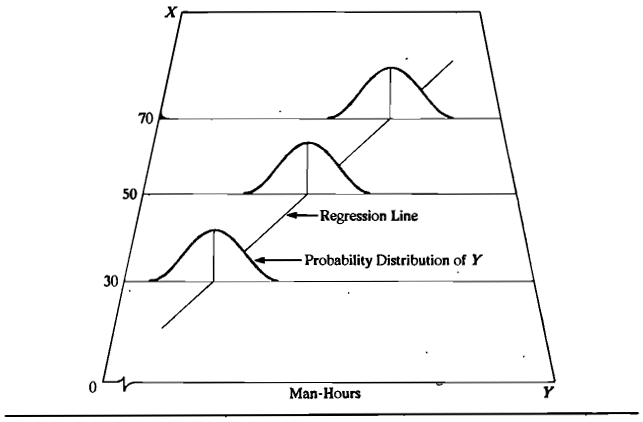 X
70
50
Regression Line
Probability Distribution of Y
30
0
Man-Hours
Y